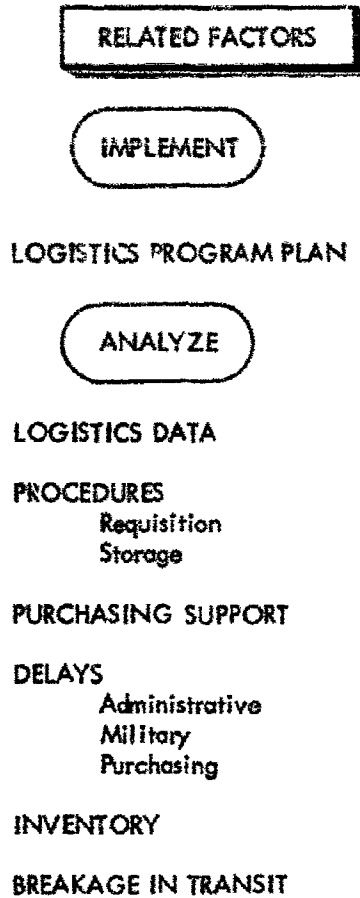 RELATED FACTORS
IMPLEMENT
LOGISTICS PROGRAM PLAN
ANALYZE
LOGISTICS DATA
PROCEDURES
Requisition
Storage
PURCHASING SUPPORT
DELAYS
Administrative
Military
Purchasing
INVENTORY
BREAKAGE IN TRANSIT